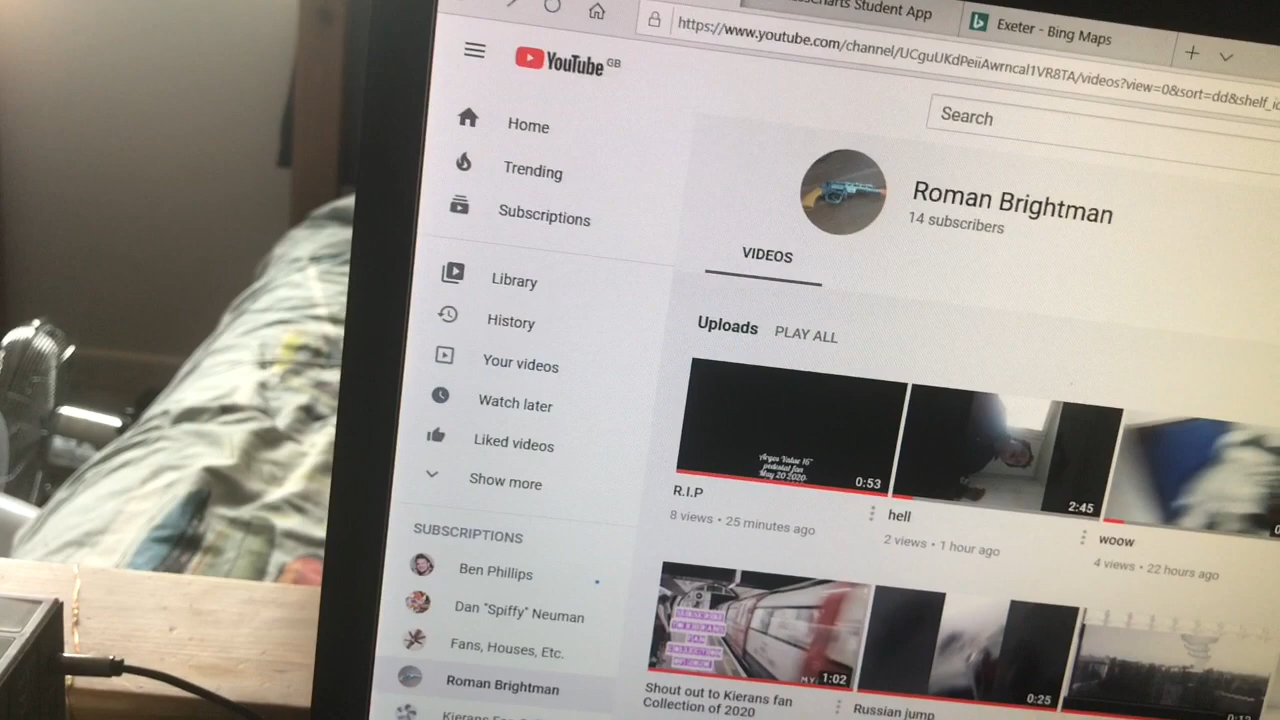 Student App
Exeter - Bing Maps
https://www.youtube.com/channel/UCguUKdPeiiAwrncal1VR8TA/videos?view=0&sort=dd&shelf_id
YouTube GB
Search
Home
Trending
Subscriptions
Library
History
Your videos
Watch later
Liked videos
Show more
SUBSCRIPTIONS
Ben Phillips
Dan "Spiffy" Neuman
Fans, Houses, Etc.
Roman Brightman
Kierans
Roman Brightman
14 subscribers
VIDEOS
Uploads PLAY ALL
Argos Value 16"
pedestal fan
May 20 2020
0:53
R.I.P
8 views • 25 minutes ago
2:45
hell
2 views • 1 hour ago
woow
4 views • 22 hours ago
SUBSCRIBE
TO KIERANS
FAN
COLLECTION
MY
1:02
Shout out to Kierans fan
Collection of 2020
0:25
Russian jump